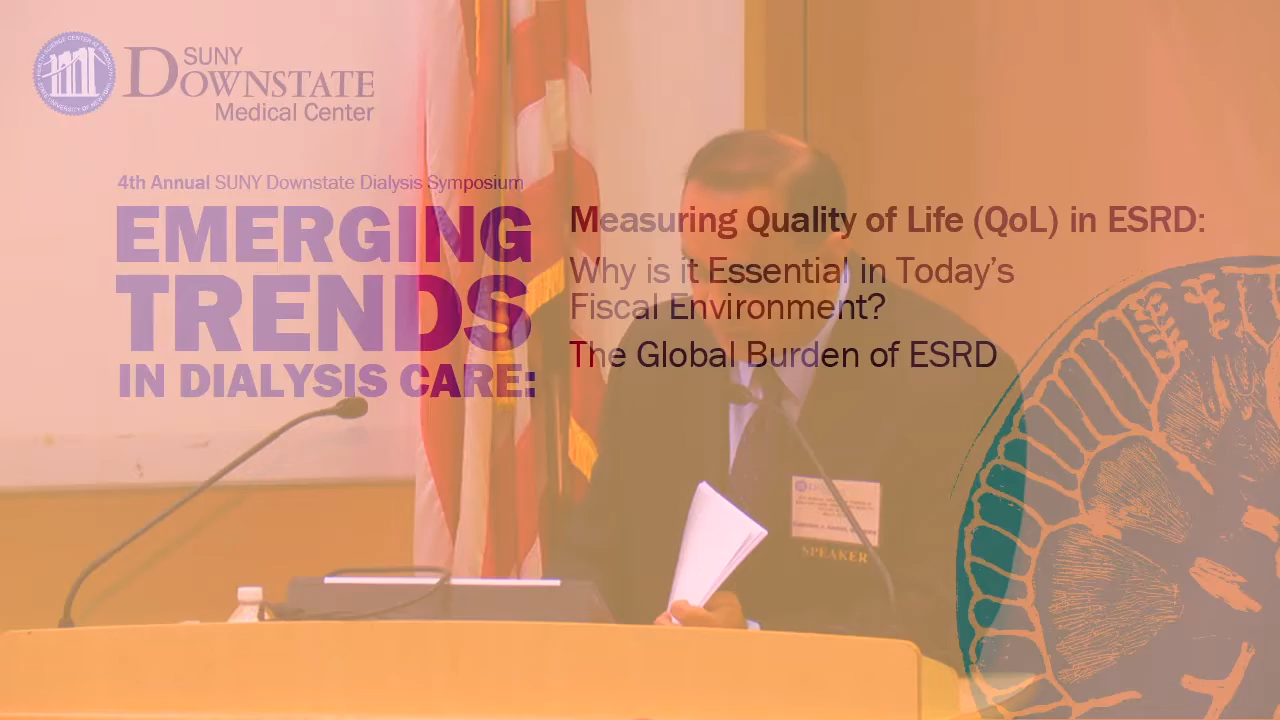 SUNY
DOWNSTATE
Medical Center
4th Annual SUNY Downstate Dialysis Symposium
EMERGING
TRENDS
IN DIALYSIS CARE:
Measuring Quality of Life (QoL) in ESRD:
Why is it Essential in Today's
Fiscal Environment?
The Global Burden of ESRD
SPEAKER